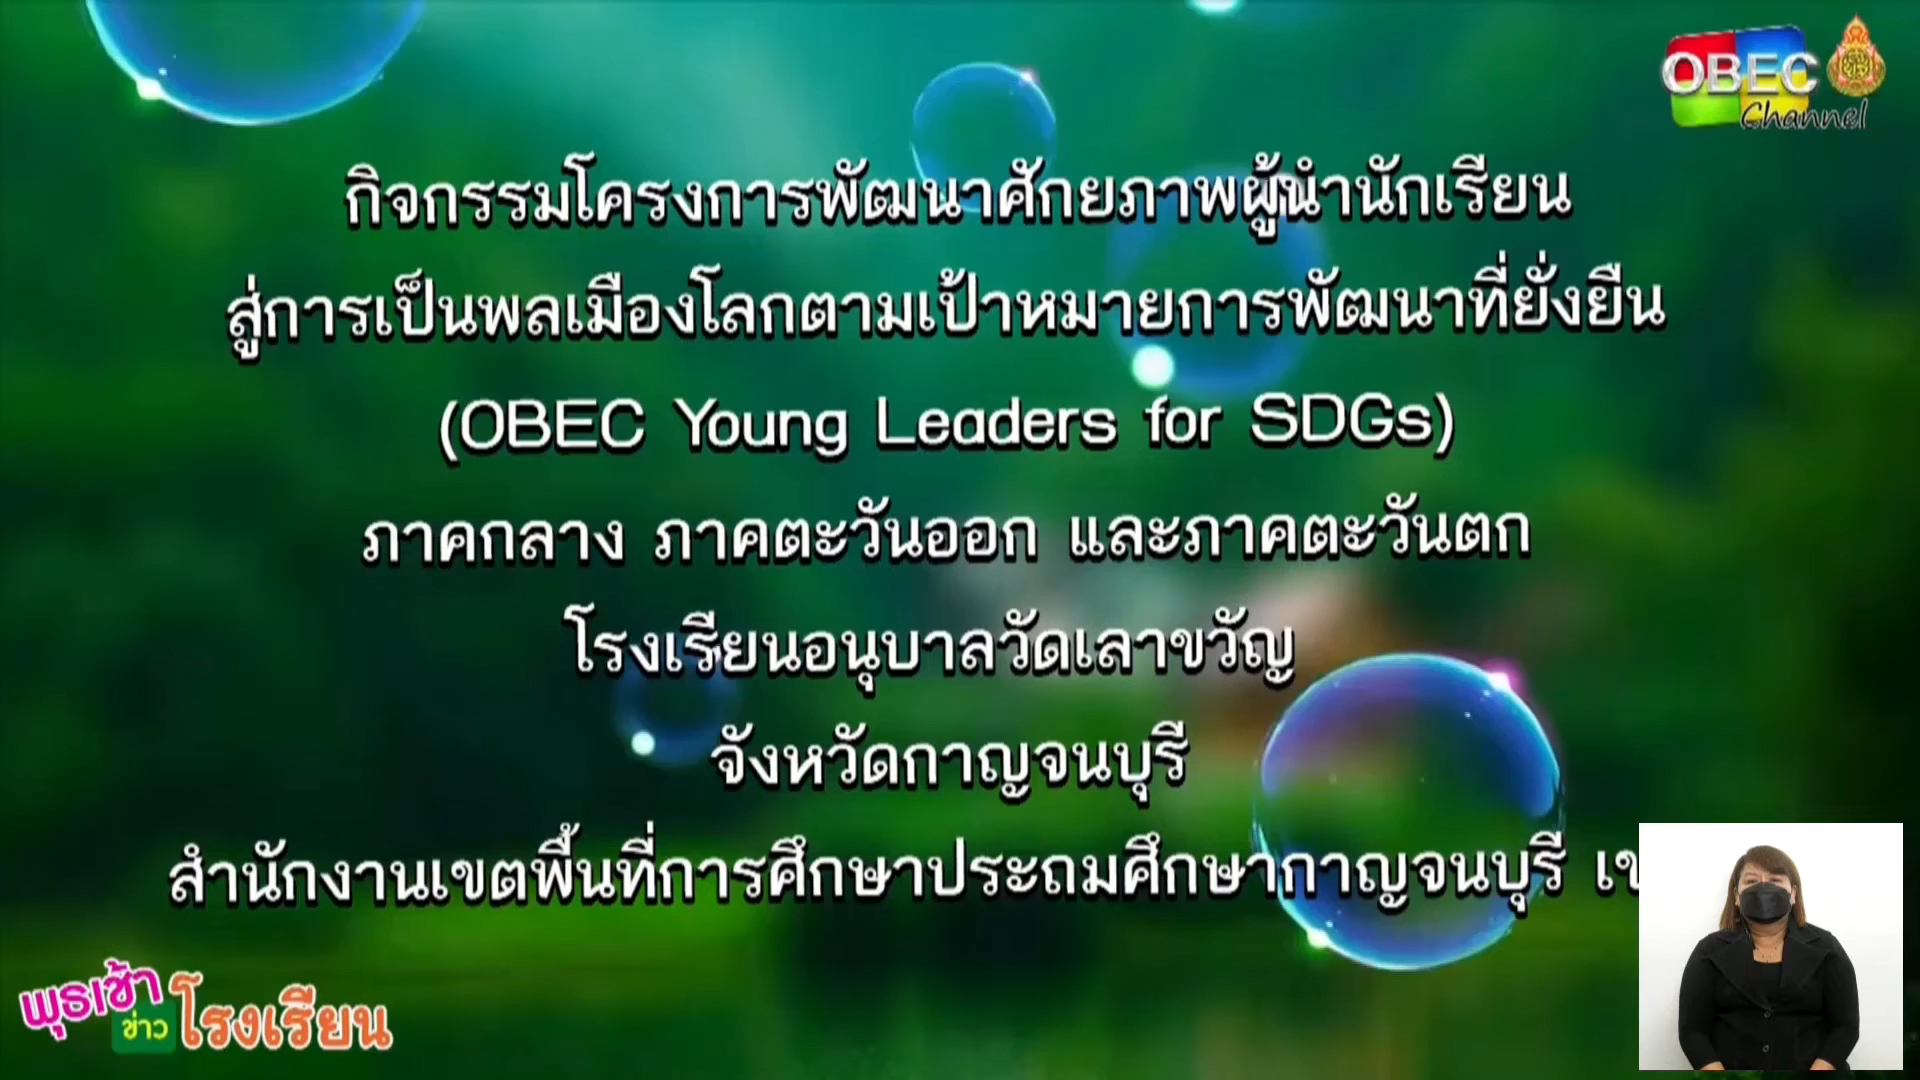 OBEC
Channel
กิจกรรมโครงการพัฒนาศักยภาพผู้นำนักเรียน
สู่การเป็นพลเมืองโลกตามเป้าหมายการพัฒนาที่ยั่งยืน
(OBEC Young Leaders for SDGs)
ภาคกลาง ภาคตะวันออก และภาคตะวันตก
โรงเรียนอนุบาลวัดเลาขวัญ
จังหวัดกาญจนบุรี
สำนักงานเขตพื้นที่การศึกษาประถมศึกษากาญจนบุรี
พุธเช้า
ข่าว
โรงเรียน